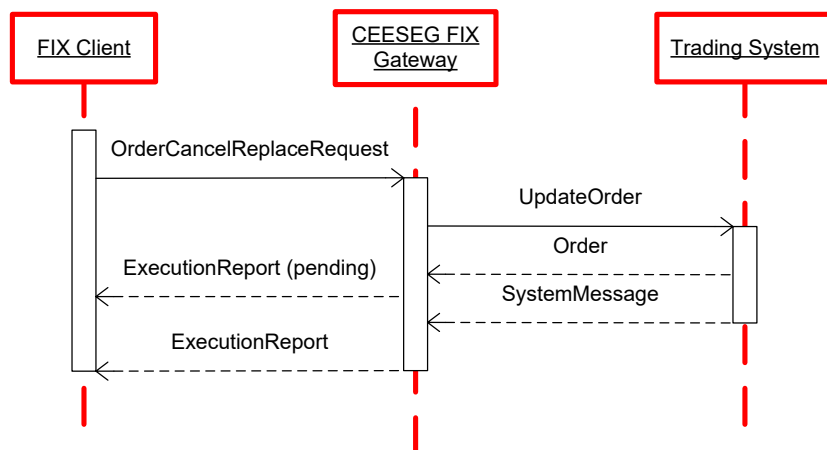 FIX Client
CEESEG FIX
Gateway
Trading System
OrderCancelReplaceRequest
UpdateOrder
Order
ExecutionReport (pending)
SystemMessage
ExecutionReport